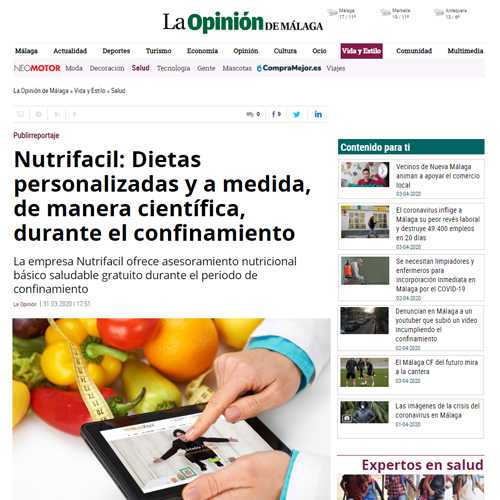 La Opinión DE MÁLAGA
Málaga
17 / 11º
Marbella
18 / 11º
Antequera
13 / 6º
Málaga Actualidad Deportes Turismo Economía Opinión Cultura Ocio Vida y Estilo Comunidad Multimedia
NEOMOTOR Moda Decoración Salud Tecnología Gente Mascotas CompraMejor.es Viajes
La Opinión de Málaga » Vida y Estilo » Salud
0 9
Publirreportaje
Nutrifacil: Dietas
personalizadas y a medida,
de manera científica,
durante el confinamiento
La empresa Nutrifacil ofrece asesoramiento nutricional
básico saludable gratuito durante el periodo de
confinamiento
La Opinión | 31.03.2020 | 17:51
Contenido para ti
Vecinos de Nueva Málaga
animan a apoyar el comercio
local
03-04-2020
El coronavirus inflige a
Málaga su peor revés laboral
y destruye 49.400 empleos
en 20 días
03-04-2020
Se necesitan limpiadores y
enfermeros para
incorporación inmediata en
Málaga por el COVID-19
02-04-2020
Denuncian en Málaga a un
youtuber que subió un vídeo
incumpliendo el
confinamiento
02-04-2020
El Málaga CF del futuro mira
a la cantera
03-04-2020
Las imágenes de la crisis del
coronavirus en Málaga
01-04-2020
Expertos en salud